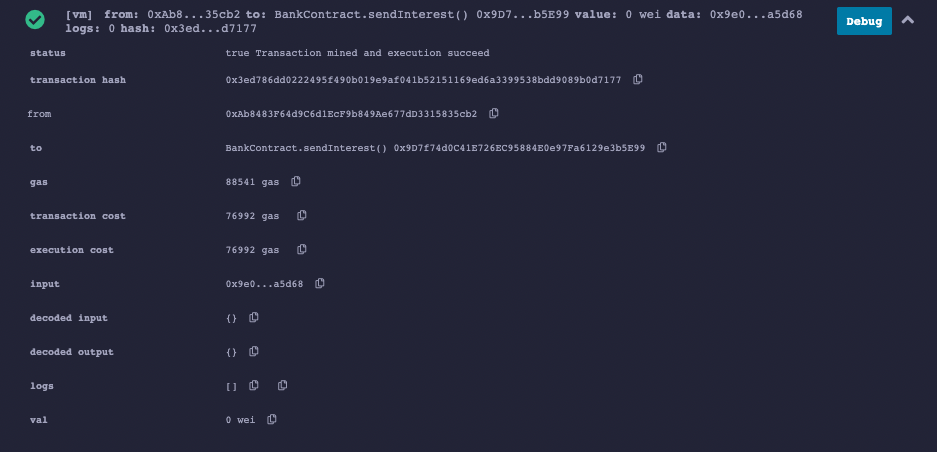 [vm] from: 0xAb8...35cb2 to: BankContract.sendInterest() 0x9D7...b5E99 value: 0 wei data: 0x9e0...a5d68
logs: 0 hash: 0x3ed...d7177
Debug
status true Transaction mined and execution succeed
transaction hash 0x3ed786dd0222495f490b019e9af041b52151169ed6a3399538bdd9089b0d7177
from 0xAb8483F64d9C6d1EcF9b849Ae677dD3315835cb2
to BankContract.sendInterest() 0x9D7f74d0C41E726EC95884E0e97Fa6129e3b5E99
gas 88541 gas
transaction cost 76992 gas
execution cost 76992 gas
input 0x9e0...a5d68
decoded input {}
decoded output {}
logs []
val 0 wei